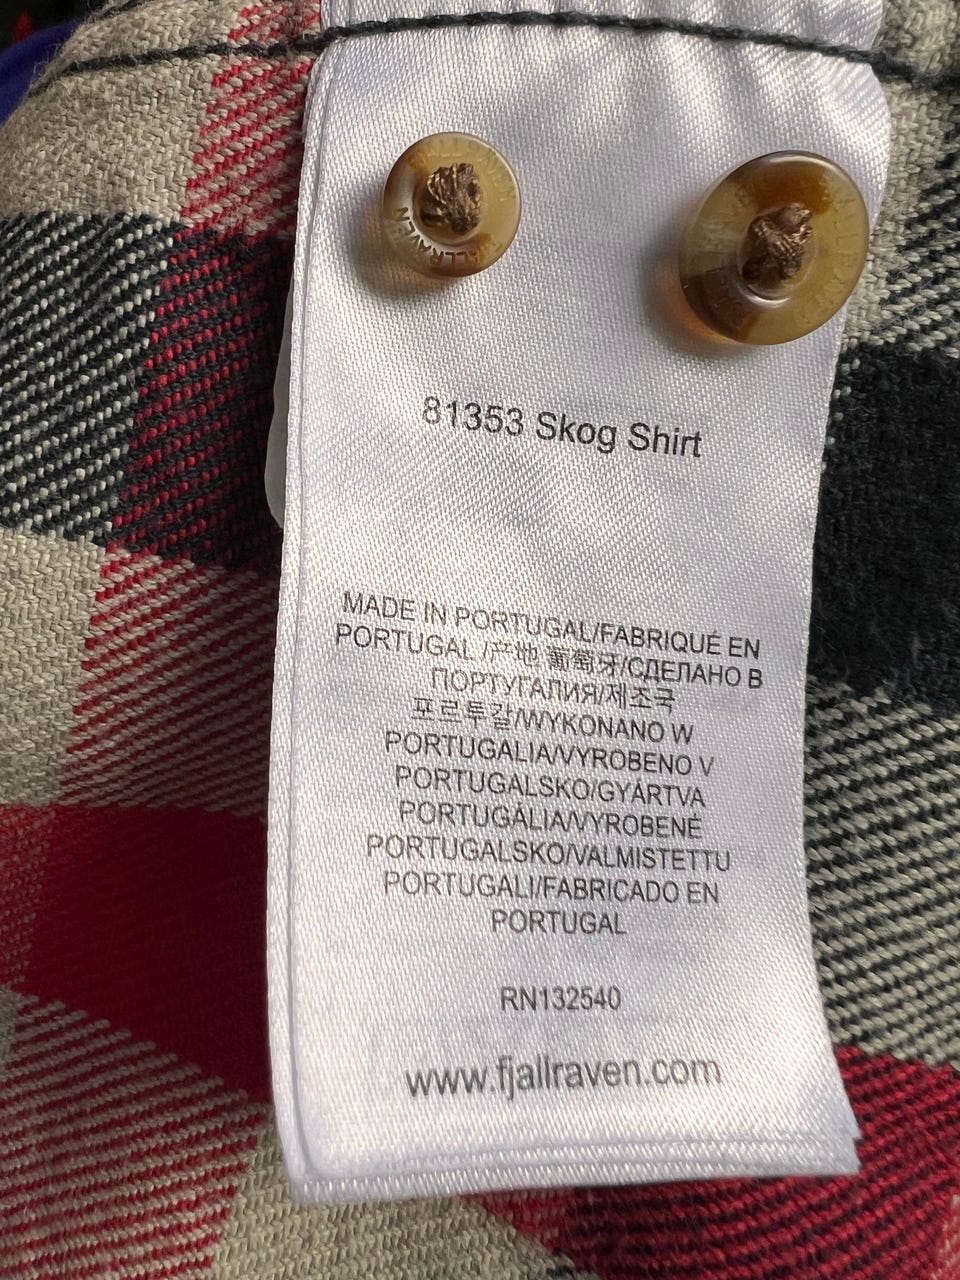 FJALLRAVEN
81353 Skog Shirt
MADE IN PORTUGAL/FABRIQUÉ EN
PORTUGAL /产地 葡萄牙/СДЕЛАНО В
ПОРТУГАЛИЯ/제조국
포르투갈/WYKONANO W
PORTUGALIA/VYROBENO V
PORTUGALSKO/GYÁRTVA
PORTUGÁLIA/VYROBENÉ
PORTUGALSKO/VALMISTETTU
PORTUGALI/FABRICADO EN
PORTUGAL
RN132540
www.fjallraven.com